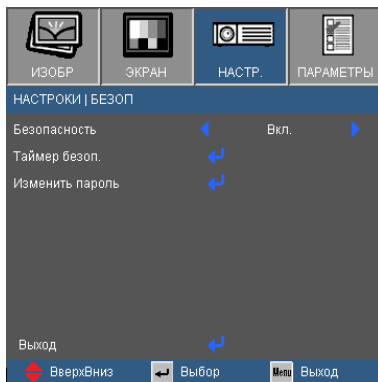 ИЗОБР ЭКРАН НАСТР. ПАРАМЕТРЫ
НАСТРОКИ | БЕЗОП
Безопасность Вкл.
Таймер безоп.
Изменить пароль
Выход
ВверхВниз Выбор Menu Выход